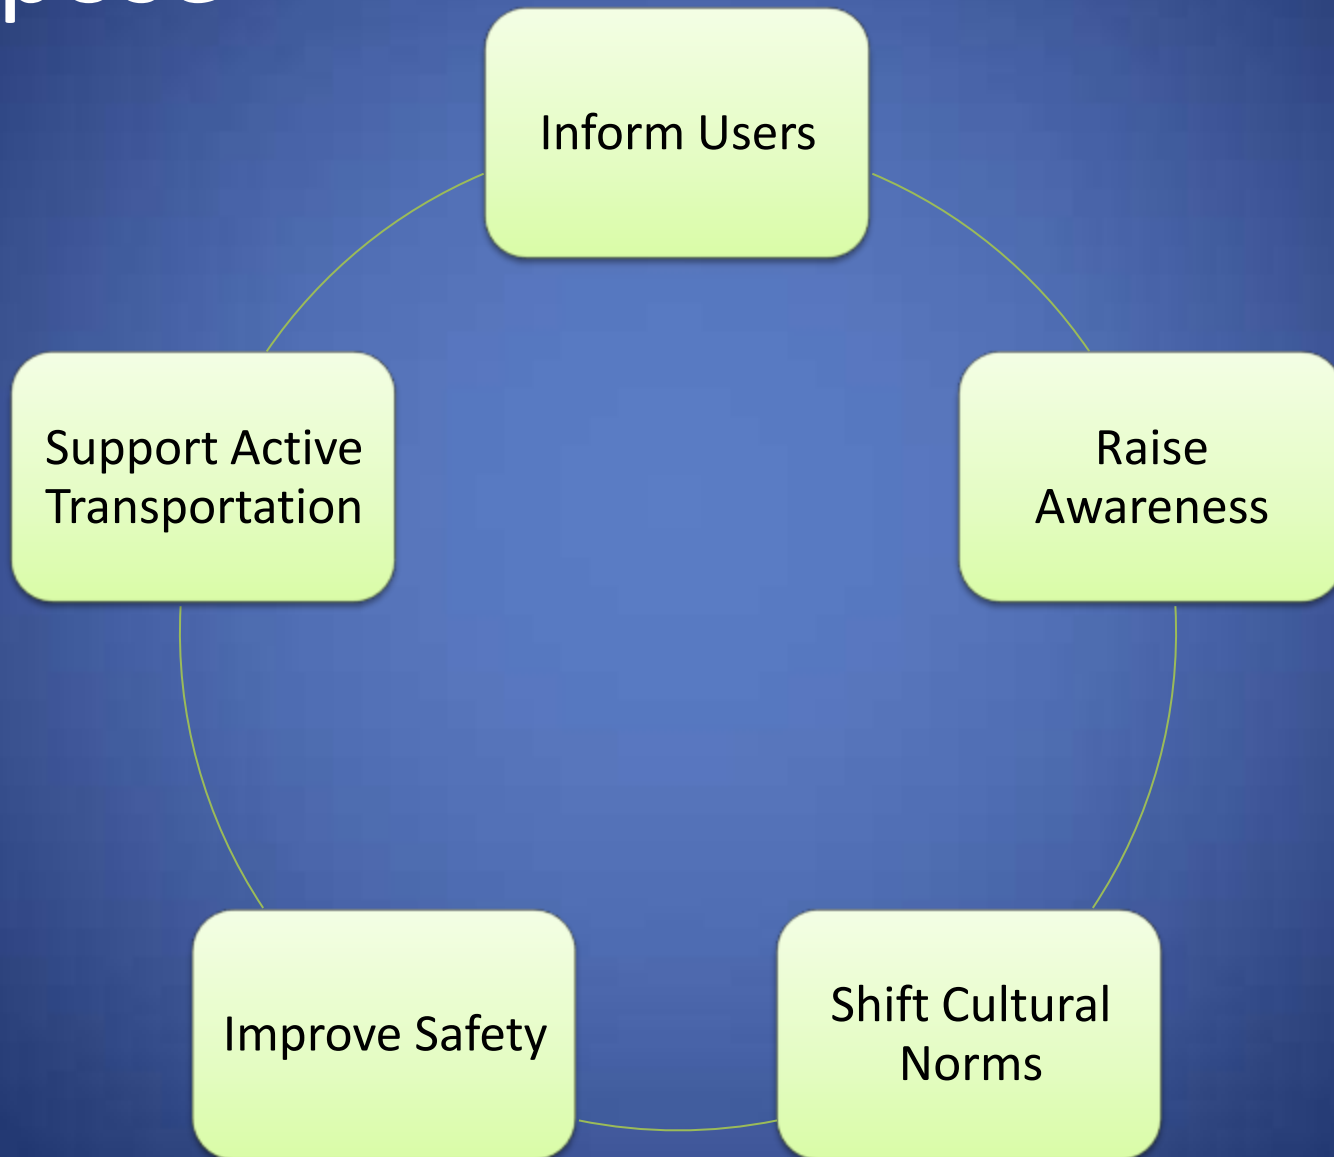 Inform Users
Support Active
Transportation
Raise
Awareness
Improve Safety
Shift Cultural
Norms